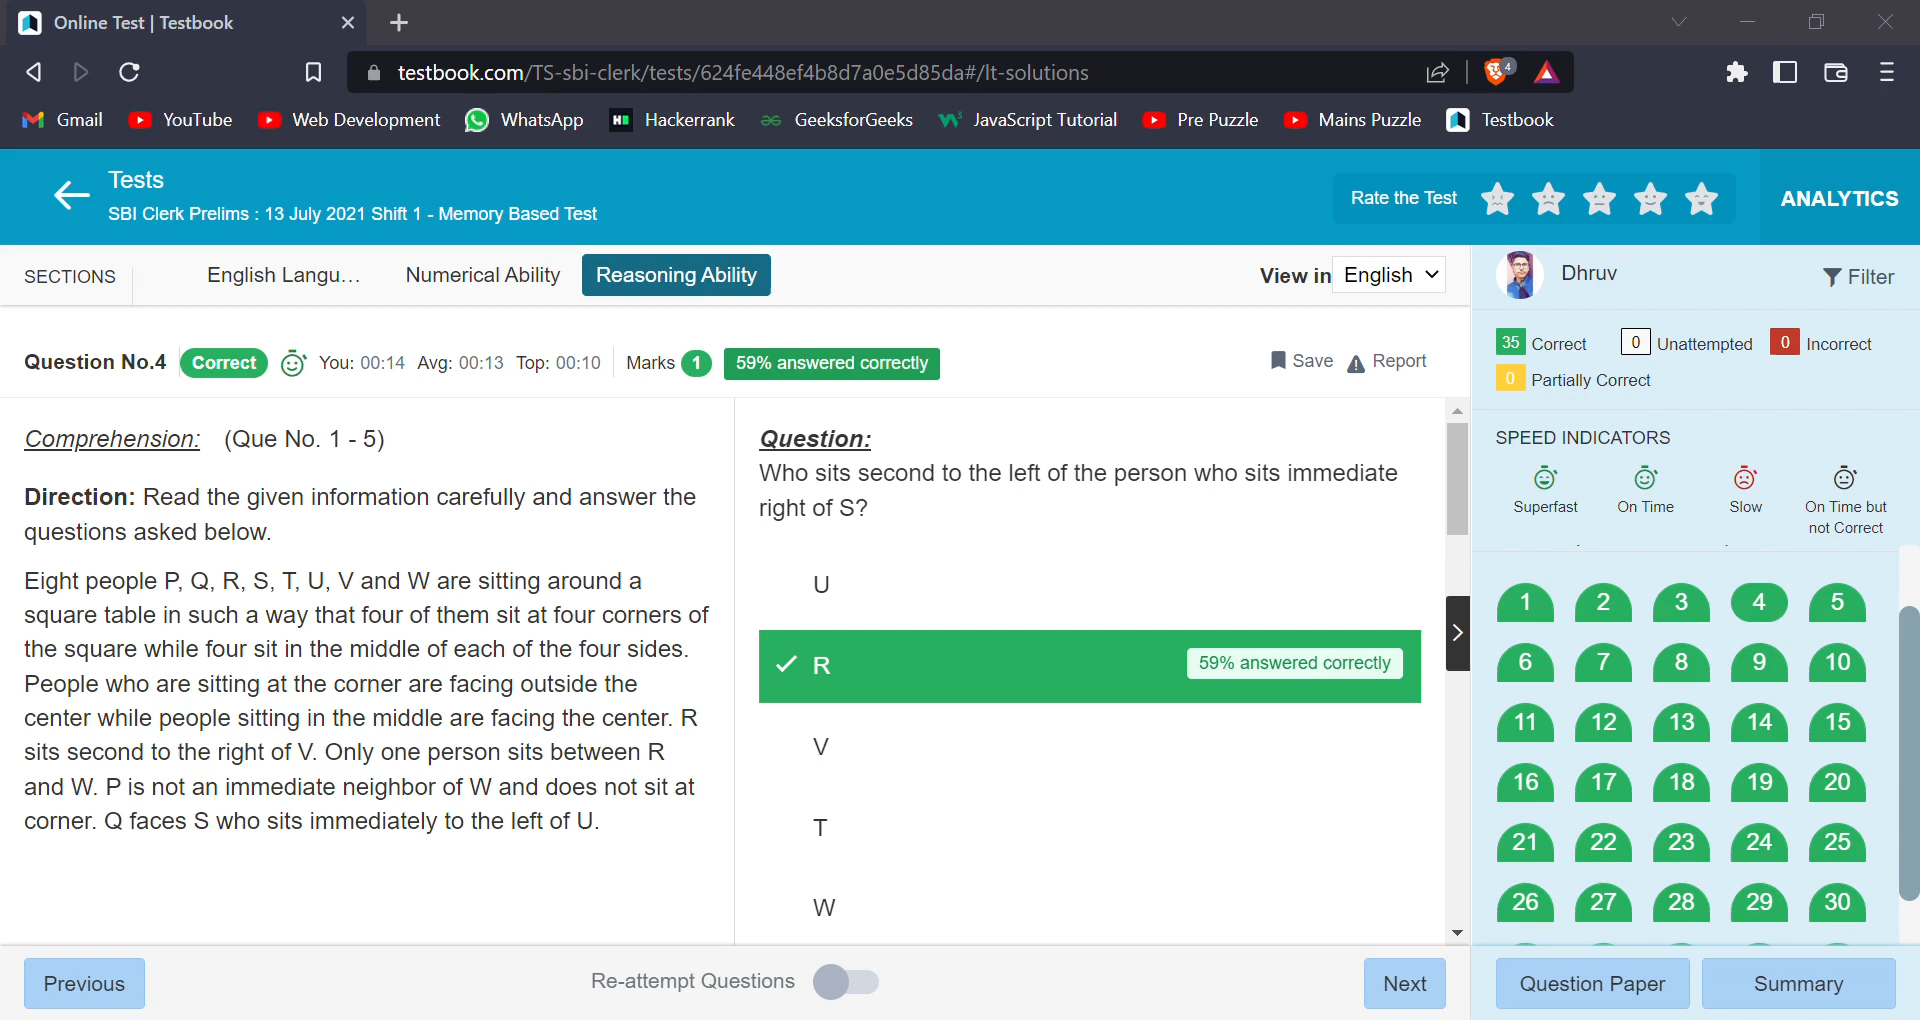 Online Test | Testbook
testbook.com/TS-sbi-clerk/tests/624fe448ef4b8d7a0e5d85da#/lt-solutions
4
Gmail YouTube Web Development WhatsApp Hackerrank GeeksforGeeks JavaScript Tutorial Pre Puzzle Mains Puzzle Testbook
Tests
SBI Clerk Prelims : 13 July 2021 Shift 1 - Memory Based Test
Rate the Test
ANALYTICS
SECTIONS English Langu... Numerical Ability Reasoning Ability View in English
Question No.4 Correct You: 00:14 Avg: 00:13 Top: 00:10 Marks 1 59% answered correctly Save Report
Comprehension: (Que No. 1 - 5)
Direction: Read the given information carefully and answer the
questions asked below.
Eight people P, Q, R, S, T, U, V and W are sitting around a
square table in such a way that four of them sit at four corners of
the square while four sit in the middle of each of the four sides.
People who are sitting at the corner are facing outside the
center while people sitting in the middle are facing the center. R
sits second to the right of V. Only one person sits between R
and W. P is not an immediate neighbor of W and does not sit at
corner. Q faces S who sits immediately to the left of U.
Question:
Who sits second to the left of the person who sits immediate
right of S?
U
R 59% answered correctly
V
T
W
Dhruv Filter
35 Correct 0 Unattempted 0 Incorrect
0 Partially Correct
SPEED INDICATORS
Superfast On Time Slow On Time but
not Correct
1 2 3 4 5
6 7 8 9 10
11 12 13 14 15
16 17 18 19 20
21 22 23 24 25
26 27 28 29 30
Previous Re-attempt Questions Next Question Paper Summary